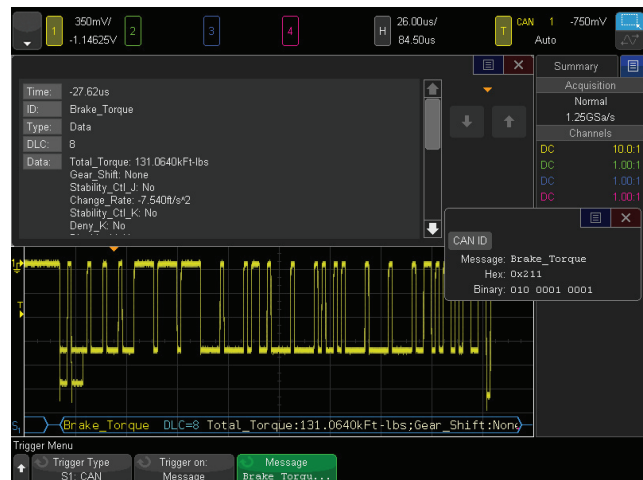 1 350mV/ 2 3 4 H 26.00us/ T CAN 1 -750mV
-1.14625V 84.50us Auto
Summary
Time: -27.62us
ID: Brake_Torque
Type: Data
DLC: 8
Data: Total_Torque: 131.0640kFt-lbs
Gear_Shift: None
Stability_Ctl_J: No
Change_Rate: -7.540ft/s^2
Stability_Ctl_K: No
Deny_K: No
Acquisition
Normal
1.25GSa/s
Channels
DC 10.0:1
DC 1.00:1
DC 1.00:1
DC 1.00:1
CAN ID
Message: Brake_Torque
Hex: 0x211
Binary: 010 0001 0001
1
T
S1 Brake_Torque DLC=8 Total_Torque:131.0640kFt-lbs;Gear_Shift:None
Trigger Menu
Trigger Type
S1: CAN
Trigger on:
Message
Message
Brake Torqu...